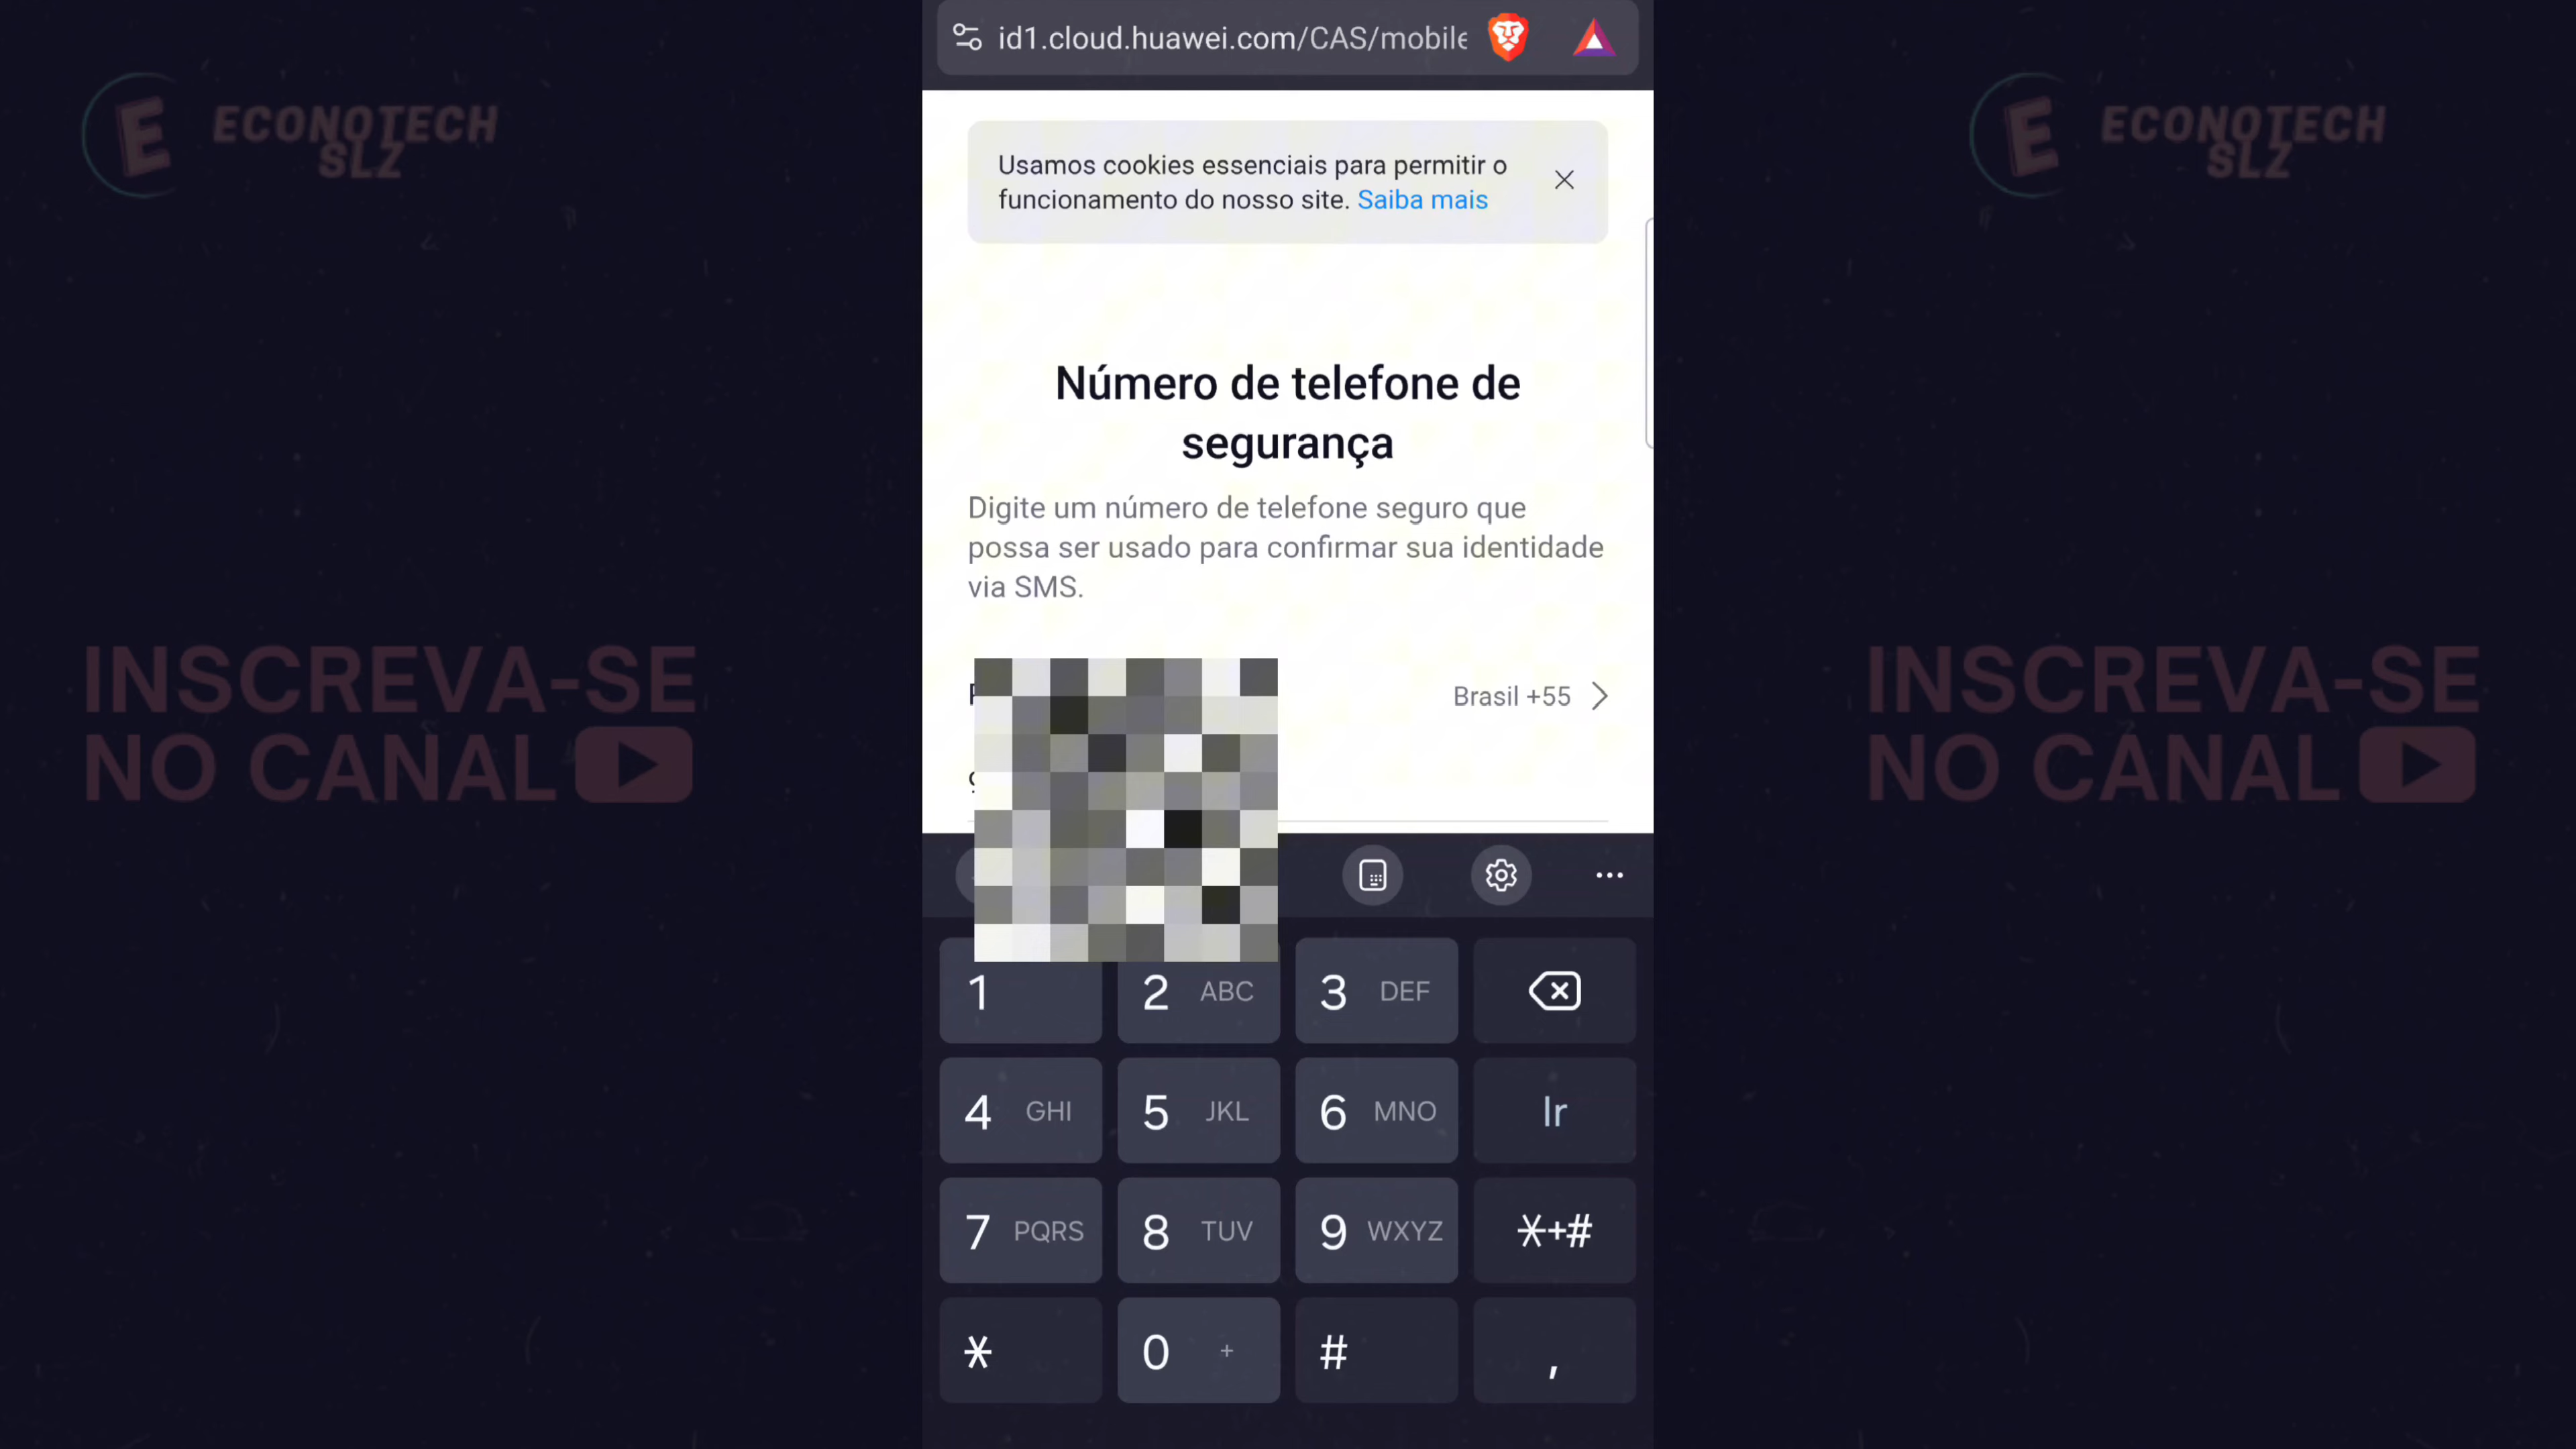 id1.cloud.huawei.com/CAS/mobile
E ECONOTECH
SLZ
E ECONOTECH
SLZ
Usamos cookies essenciais para permitir o
funcionamento do nosso site. Saiba mais
Número de telefone de
segurança
Digite um número de telefone seguro que
possa ser usado para confirmar sua identidade
via SMS.
INSCREVA-SE
NO CANAL
INSCREVA-SE
NO CANAL
Brasil +55
1
2 ABC
3 DEF
4 GHI
5 JKL
6 MNO
Ir
7 PQRS
8 TUV
9 WXYZ
*+#
*
0 +
#
,